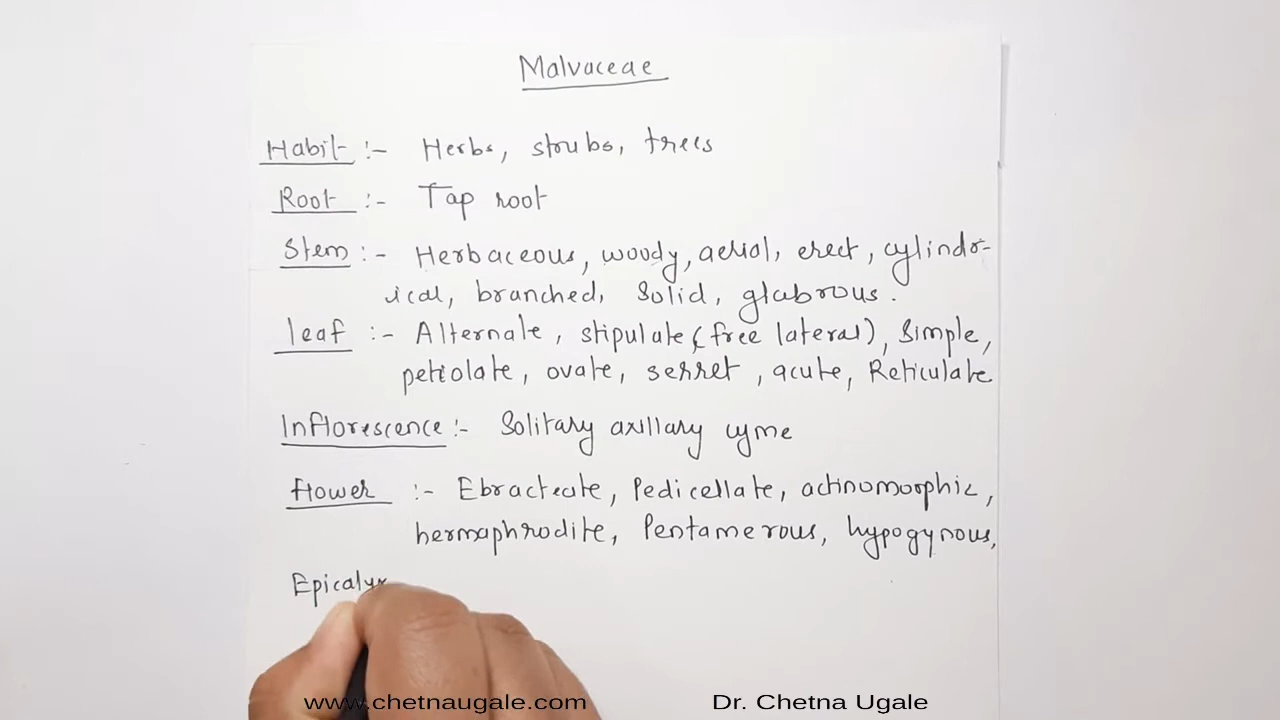 Malvaceae
Habit :- Herbs, strubs, trees
Root :- Tap root
Stem :- Herbaceous, woody, aerial, erect, cylindr-
ical, branched, Solid, glabrous.
leaf :- Alternate, stipulate (free lateral), Simple,
petiolate, ovate, serret, acute, Reticulate
Inflorescence :- Solitary axillary cyme
flower :- Ebracteate, Pedicellate, actinomorphic,
hermaphrodite, Pentamerous, hypogynous,
Epicalyx
www.chetnaugale.com Dr. Chetna Ugale